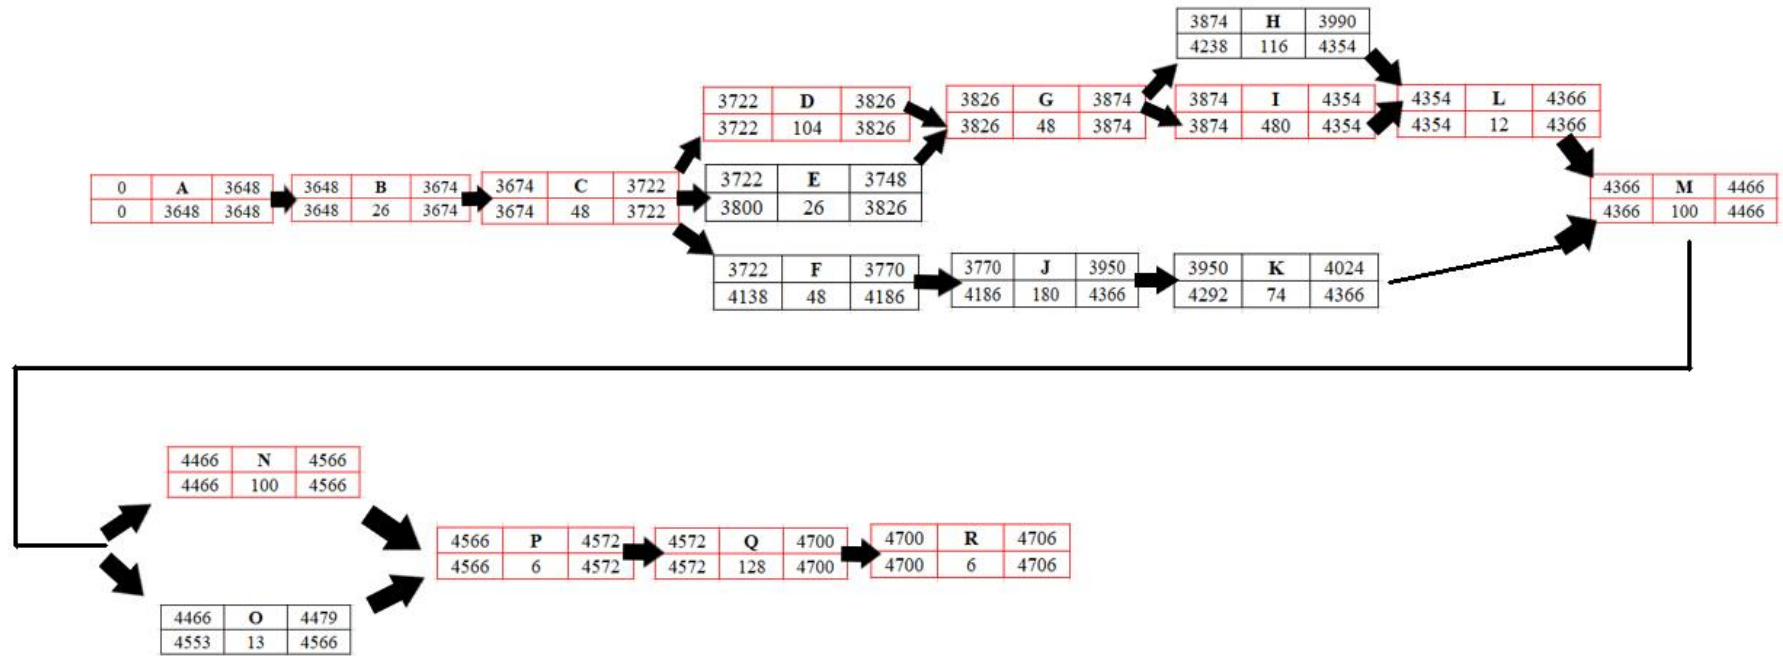 3874 H 3990
4238 116 4354
3722 D 3826
3722 104 3826
3826 G 3874
3826 48 3874
3874 I 4354
3874 480 4354
4354 L 4366
4354 12 4366
0 A 3648
0 3648 3648
3648 B 3674
3648 26 3674
3674 C 3722
3674 48 3722
3722 E 3748
3800 26 3826
4366 M 4466
4366 100 4466
3722 F 3770
4138 48 4186
3770 J 3950
4186 180 4366
3950 K 4024
4292 74 4366
4466 N 4566
4466 100 4566
4566 P 4572
4566 6 4572
4572 Q 4700
4572 128 4700
4700 R 4706
4700 6 4706
4466 O 4479
4553 13 4566